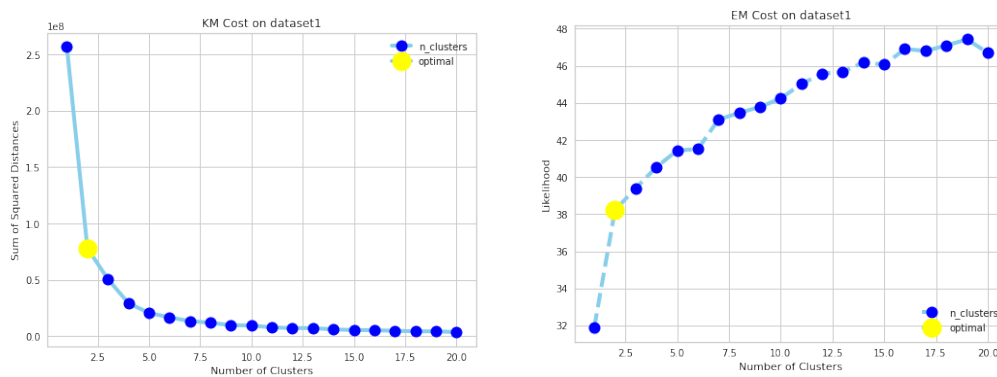 KM Cost on dataset1
1e8
2.5
2.0
1.5
1.0
0.5
0.0
Sum of Squared Distances
n_clusters
optimal
2.5 5.0 7.5 10.0 12.5 15.0 17.5 20.0
Number of Clusters
EM Cost on dataset1
48
46
44
42
40
38
36
34
32
Likelihood
n_clusters
optimal
2.5 5.0 7.5 10.0 12.5 15.0 17.5 20.0
Number of Clusters